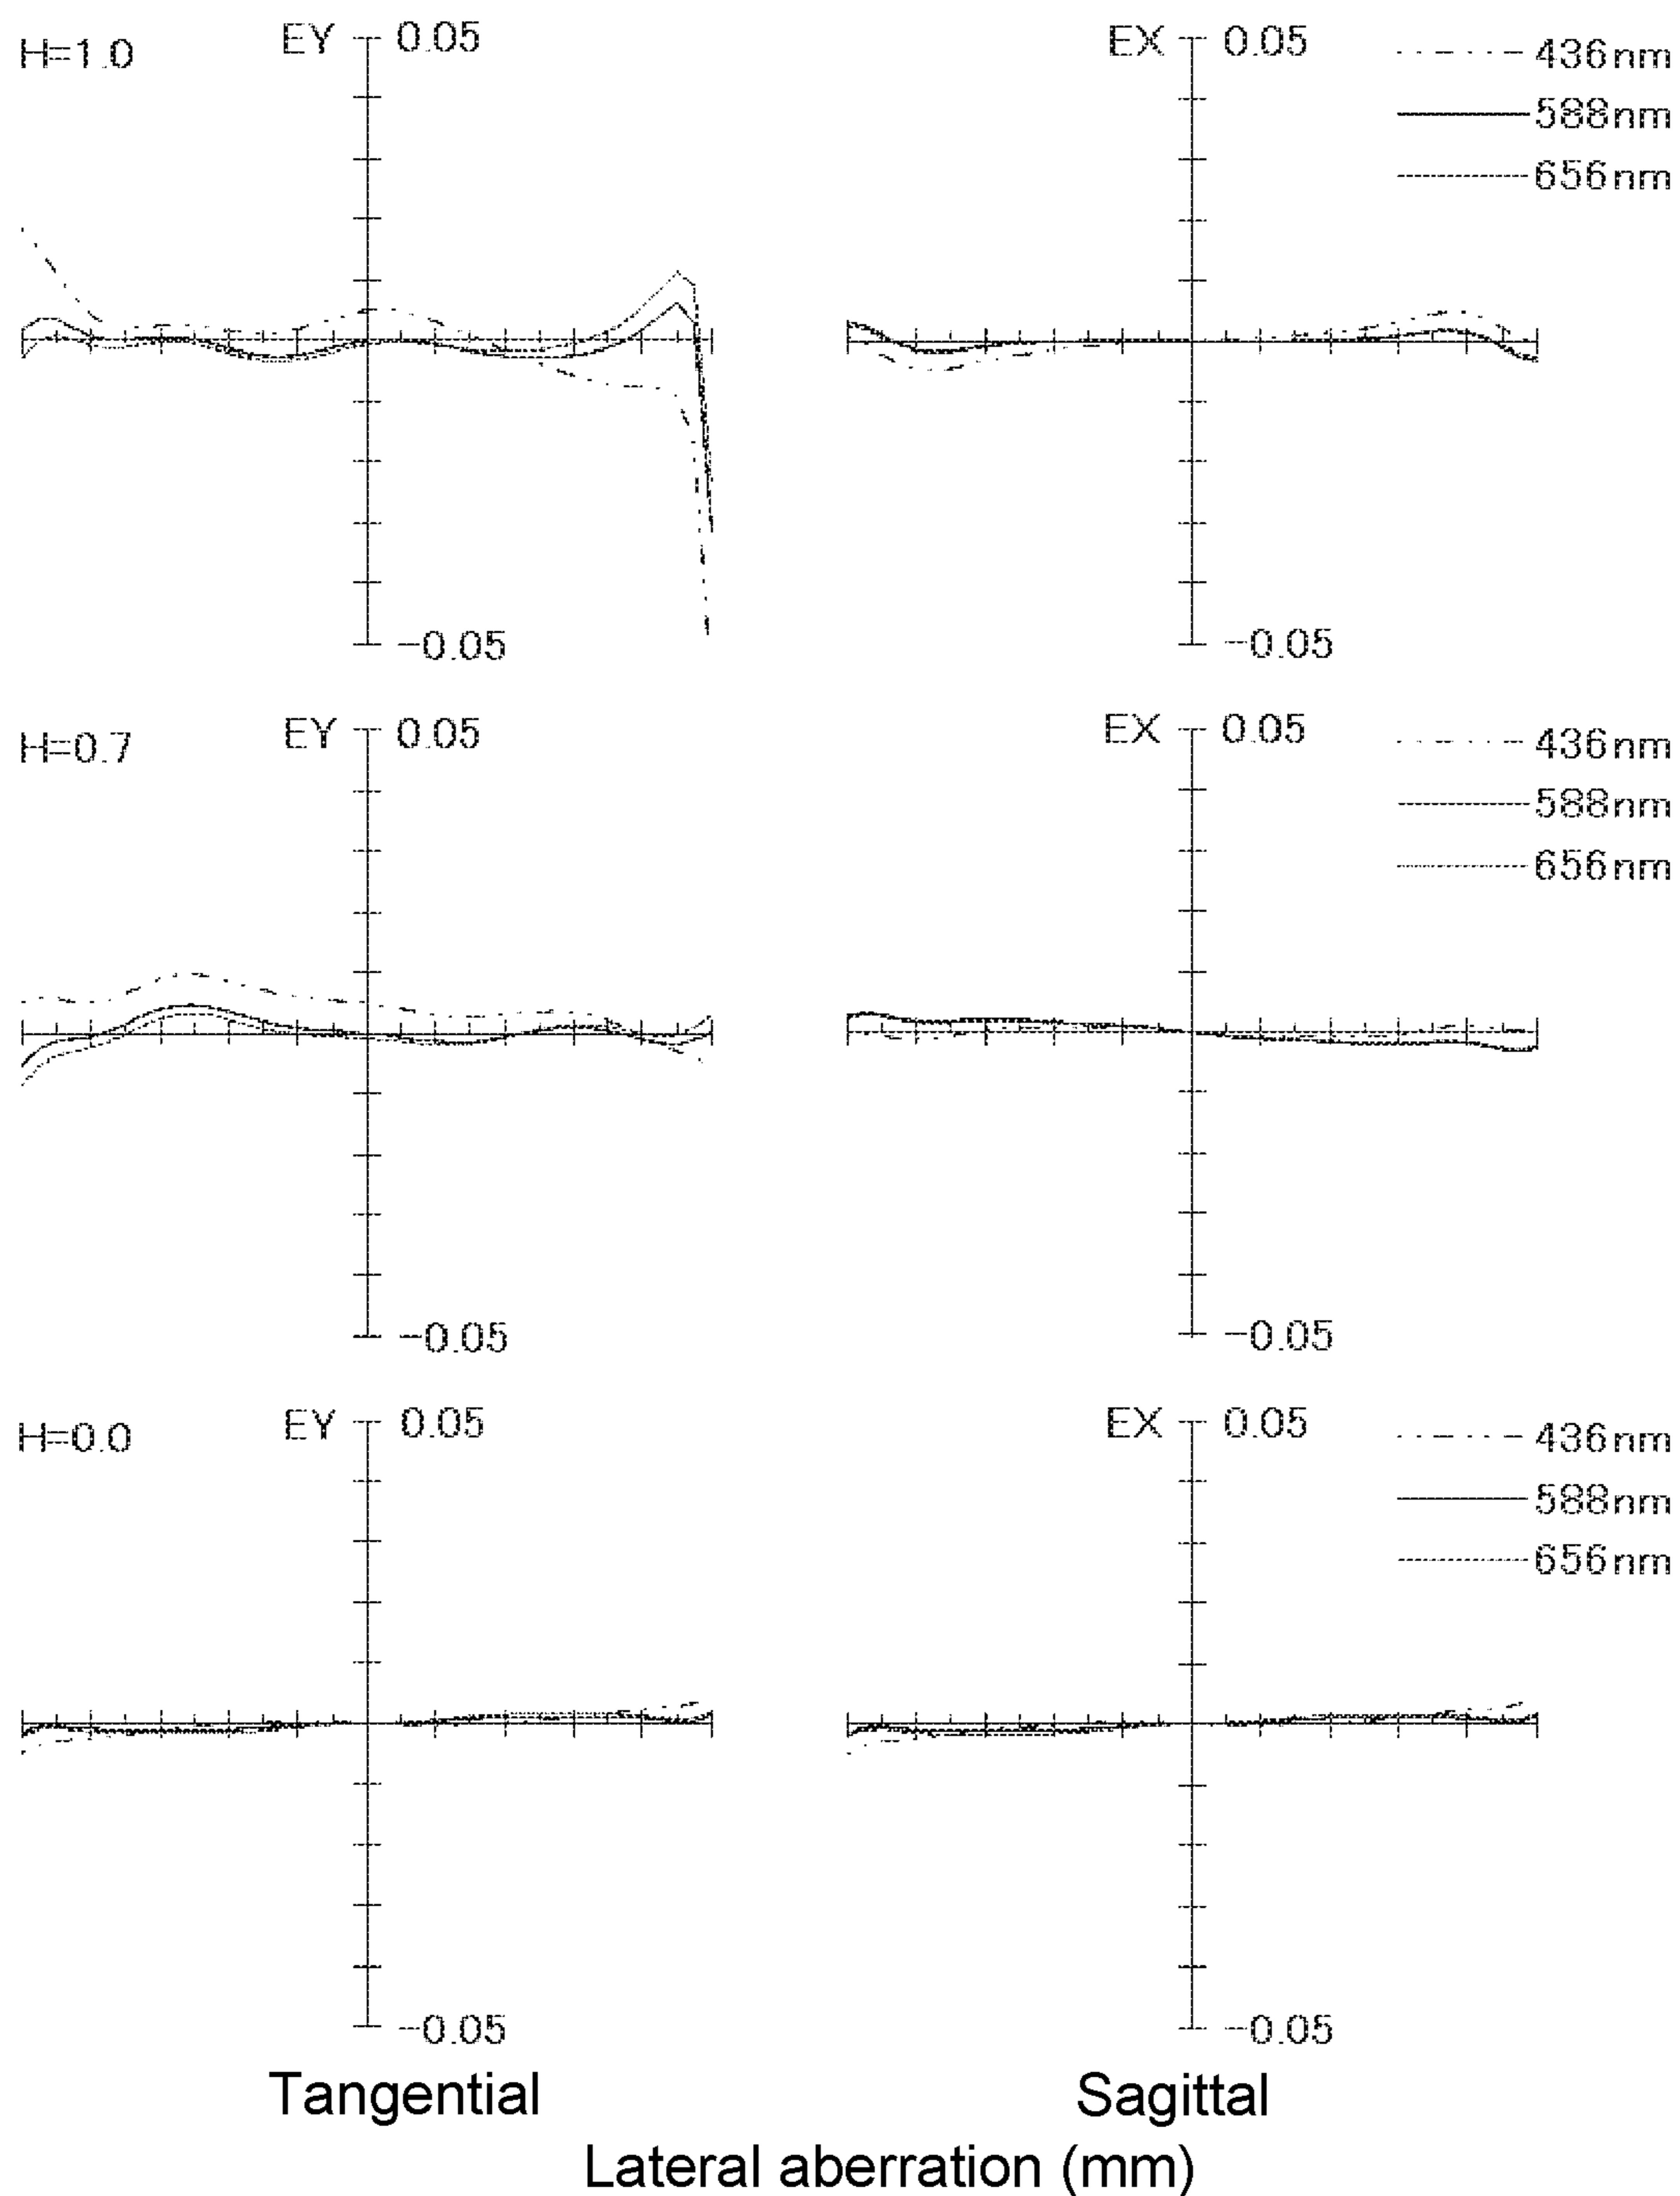 H=1.0 EY 0.05 EX 0.05 436nm
588nm
656nm
−0.05 −0.05
H=0.7 EY 0.05 EX 0.05 436nm
588nm
656nm
−0.05 −0.05
H=0.0 EY 0.05 EX 0.05 436nm
588nm
656nm
−0.05 −0.05
Tangential Sagittal
Lateral aberration (mm)